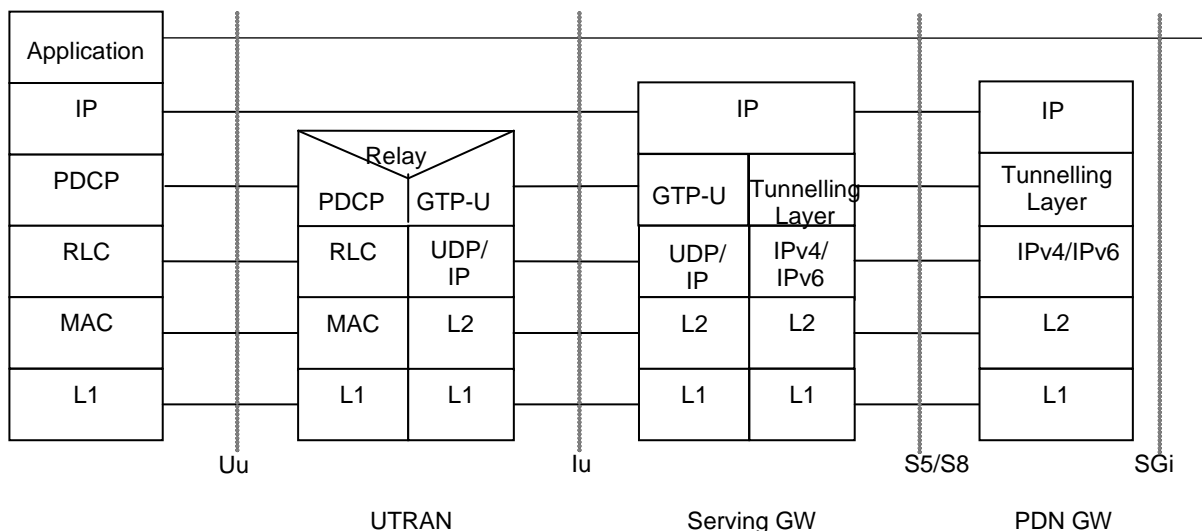 Application
IP
IP
IP
Relay
PDCP
PDCP
GTP-U
GTP-U
Tunnelling
Layer
Tunnelling
Layer
RLC
RLC
UDP/
IP
UDP/
IP
IPv4/
IPv6
IPv4/IPv6
MAC
MAC
L2
L2
L2
L2
L1
L1
L1
L1
L1
L1
Uu
Iu
S5/S8
SGi
UTRAN
Serving GW
PDN GW